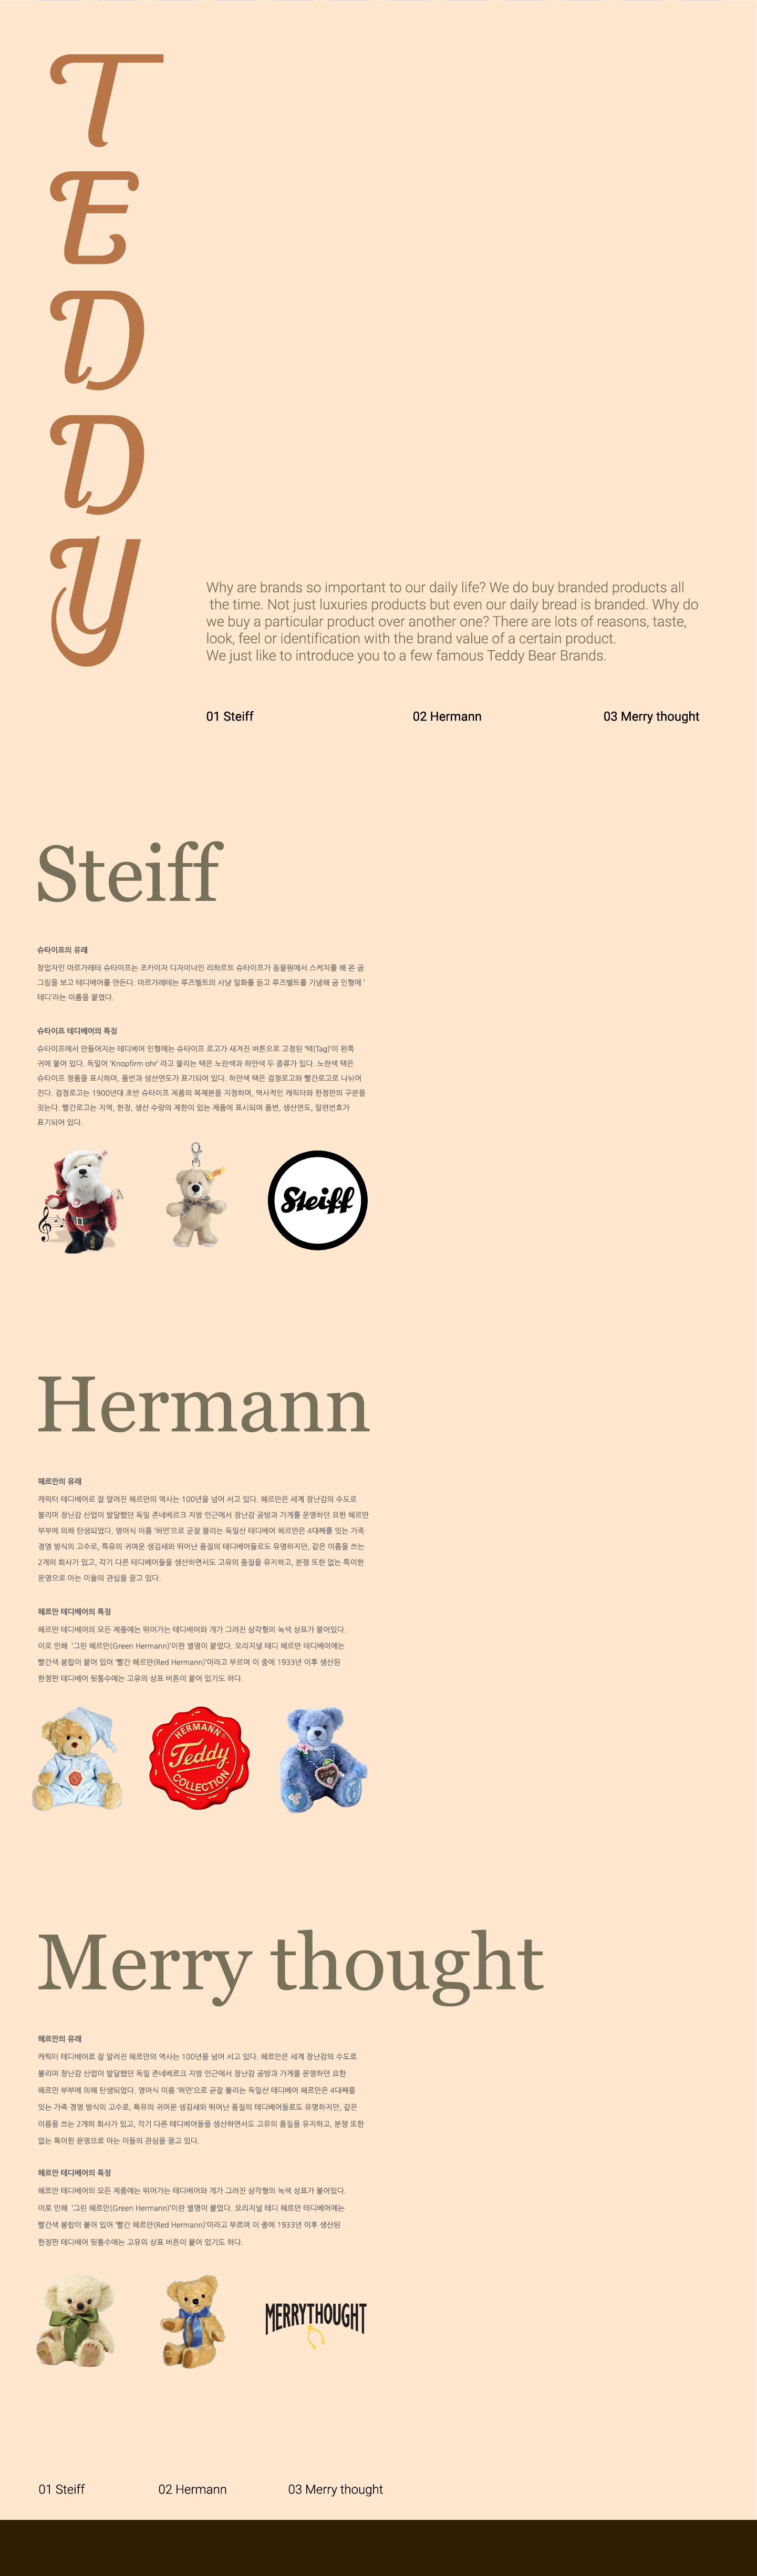 TEDDY
Why are brands so important to our daily life? We do buy branded products all
the time. Not just luxuries products but even our daily bread is branded. Why do
we buy a particular product over another one? There are lots of reasons, taste,
look, feel or identification with the brand value of a certain product.
We just like to introduce you to a few famous Teddy Bear Brands.
01 Steiff
02 Hermann
03 Merry thought
Steiff
슈타이프의 유래
창업자인 마르가레테 슈타이프는 조카이자 디자이너인 리하르트 슈타이프가 동물원에서 스케치를 해 온 곰
그림을 보고 테디베어를 만든다. 마르가레테는 루즈벨트의 사냥 일화를 듣고 루즈벨트를 기념해 곰 인형에 '
테디'라는 이름을 붙였다.
슈타이프 테디베어의 특징
슈타이프에서 만들어지는 테디베어 인형에는 슈타이프 로고가 새겨진 버튼으로 고정된 '택(Tag)'이 왼쪽
귀에 붙어 있다. 독일어 'Knopfirm ohr' 라고 불리는 택은 노란색과 하얀색 두 종류가 있다. 노란색 택은
슈타이프 정품을 표시하며, 품번과 생산연도가 표기되어 있다. 하얀색 택은 검정로고와 빨간로고로 나뉘어
진다. 검정로고는 1900년대 초반 슈타이프 제품의 복제본을 지정하며, 역사적인 캐릭터와 한정판의 구분을
짓는다. 빨간로고는 지역, 한정, 생산 수량의 제한이 있는 제품에 표시되며 품번, 생산연도, 일련번호가
표기되어 있다.
Steiff
Hermann
헤르만의 유래
캐릭터 테디베어로 잘 알려진 헤르만의 역사는 100년을 넘어 서고 있다. 헤르만은 세계 장난감의 수도로
불리며 장난감 산업이 발달했던 독일 존네베르크 지방 인근에서 장난감 공방과 가게를 운영하던 요한 헤르만
부부에 의해 탄생되었다. 영어식 이름 '허먼'으로 곧잘 불리는 독일산 테디베어 헤르만은 4대째를 잇는 가족
경영 방식의 고수로, 특유의 귀여운 생김새와 뛰어난 품질의 테디베어들로도 유명하지만, 같은 이름을 쓰는
2개의 회사가 있고, 각기 다른 테디베어들을 생산하면서도 고유의 품질을 유지하고, 분쟁 또한 없는 특이한
운영으로 아는 이들의 관심을 끌고 있다.
헤르만 테디베어의 특징
헤르만 테디베어의 모든 제품에는 뛰어가는 테디베어와 개가 그려진 삼각형의 녹색 상표가 붙어있다.
이로 인해 '그린 헤르만(Green Hermann)'이란 별명이 붙었다. 오리지널 테디 헤르만 테디베어에는
빨간색 봉랍이 붙어 있어 '빨간 헤르만(Red Hermann)'이라고 부르며 이 중에 1933년 이후 생산된
한정판 테디베어 뒷통수에는 고유의 상표 버튼이 붙어 있기도 하다.
HERMANN
Teddy
COLLECTION
Merry thought
헤르만의 유래
캐릭터 테디베어로 잘 알려진 헤르만의 역사는 100년을 넘어 서고 있다. 헤르만은 세계 장난감의 수도로
불리며 장난감 산업이 발달했던 독일 존네베르크 지방 인근에서 장난감 공방과 가게를 운영하던 요한
헤르만 부부에 의해 탄생되었다. 영어식 이름 '허먼'으로 곧잘 불리는 독일산 테디베어 헤르만은 4대째를
잇는 가족 경영 방식의 고수로, 특유의 귀여운 생김새와 뛰어난 품질의 테디베어들로도 유명하지만, 같은
이름을 쓰는 2개의 회사가 있고, 각기 다른 테디베어들을 생산하면서도 고유의 품질을 유지하고, 분쟁 또한
없는 특이한 운영으로 아는 이들의 관심을 끌고 있다.
헤르만 테디베어의 특징
헤르만 테디베어의 모든 제품에는 뛰어가는 테디베어와 개가 그려진 삼각형의 녹색 상표가 붙어있다.
이로 인해 '그린 헤르만(Green Hermann)'이란 별명이 붙었다. 오리지널 테디 헤르만 테디베어에는
빨간색 봉랍이 붙어 있어 '빨간 헤르만(Red Hermann)'이라고 부르며 이 중에 1933년 이후 생산된
한정판 테디베어 뒷통수에는 고유의 상표 버튼이 붙어 있기도 하다.
MERRYTHOUGHT
01 Steiff
02 Hermann
03 Merry thought